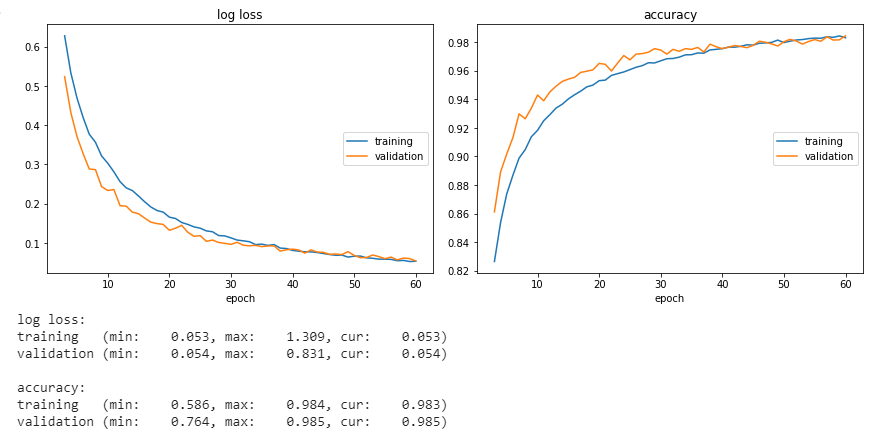 log loss
0.6
0.5
0.4
0.3
0.2
0.1
training
validation
10 20 30 40 50 60
epoch
accuracy
0.98
0.96
0.94
0.92
0.90
0.88
0.86
0.84
0.82
training
validation
10 20 30 40 50 60
epoch
log loss:
training   (min:    0.053, max:    1.309, cur:    0.053)
validation (min:    0.054, max:    0.831, cur:    0.054)
accuracy:
training   (min:    0.586, max:    0.984, cur:    0.983)
validation (min:    0.764, max:    0.985, cur:    0.985)